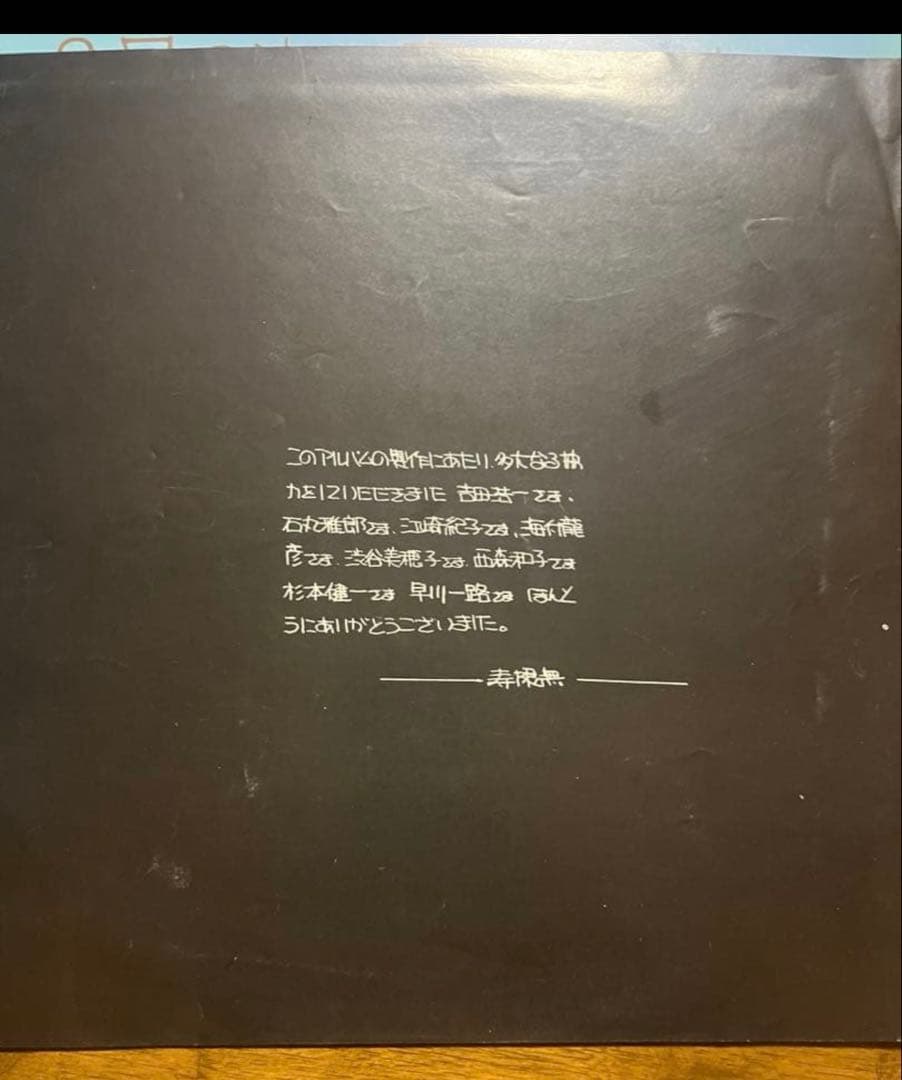 このアルバムの製作にあたり、多大なる協
力をいただきました 吉田 一さま、
石丸雅郎さま、江崎紀子さま、
彦さま、渋谷美穂子さま、西森和子さま
杉本健一さま 早川一路さま ほんと
うにありがとうございました。
寿限無